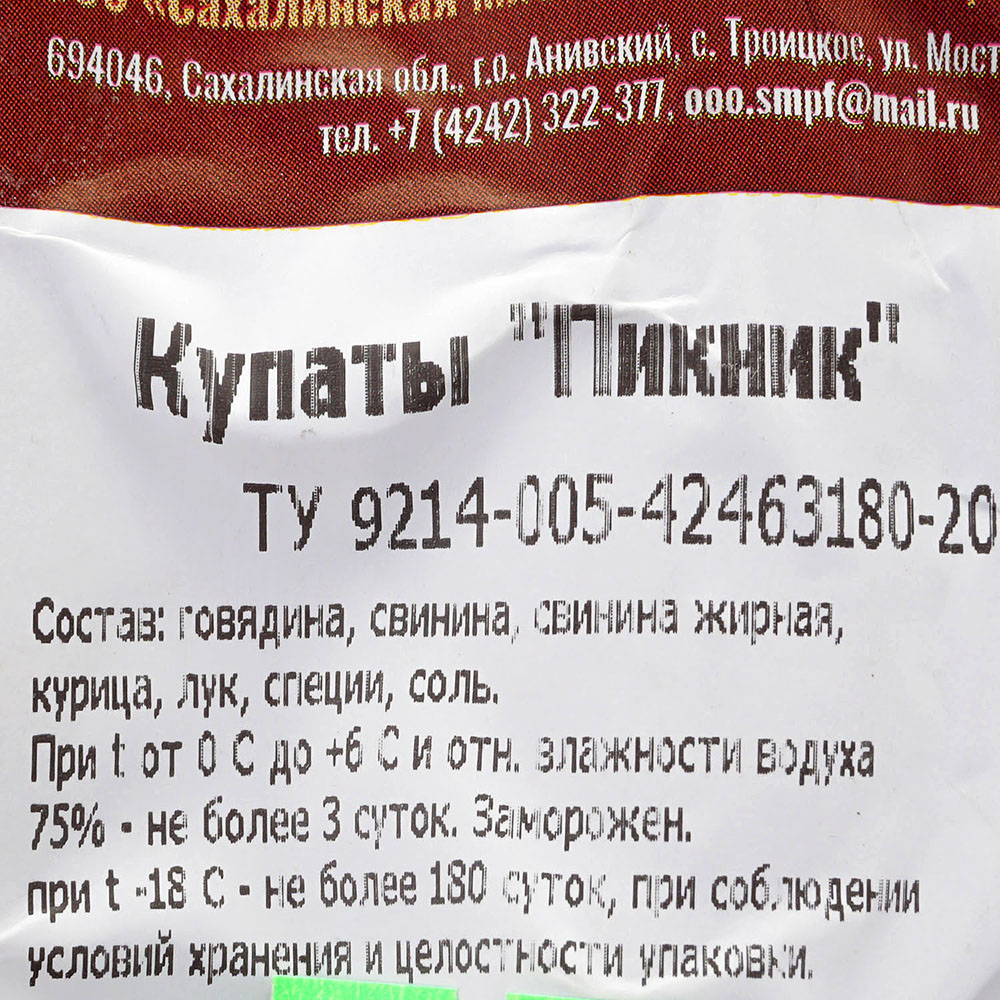 «Сахалинская
694046, Сахалинская обл., г.о. Анивский, с. Троицкое, ул. Мост
тел. +7 (4242) 322-377, ooo.smpf@mail.ru
Купаты "Пикник"
ТУ 9214-005-42463180-20
Состав: говядина, свинина, свинина жирная,
курица, лук, специи, соль.
При t от 0 С до +6 С и отн. влажности водуха
75% - не более 3 суток. Заморожен.
при t -18 С - не более 180 суток, при соблюдении
условий хранения и целостности упаковки.